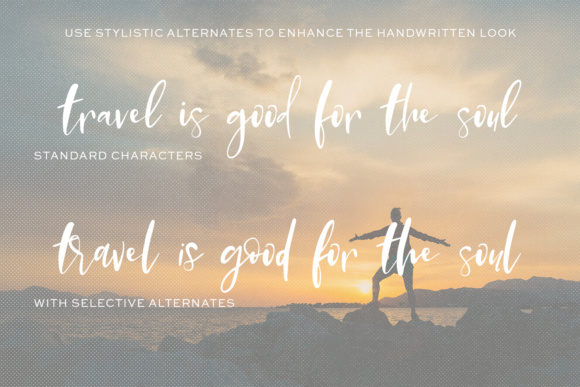 USE STYLISTIC ALTERNATES TO ENHANCE THE HANDWRITTEN LOOK
travel is good for the soul
STANDARD CHARACTERS
travel is good for the soul
WITH SELECTIVE ALTERNATES